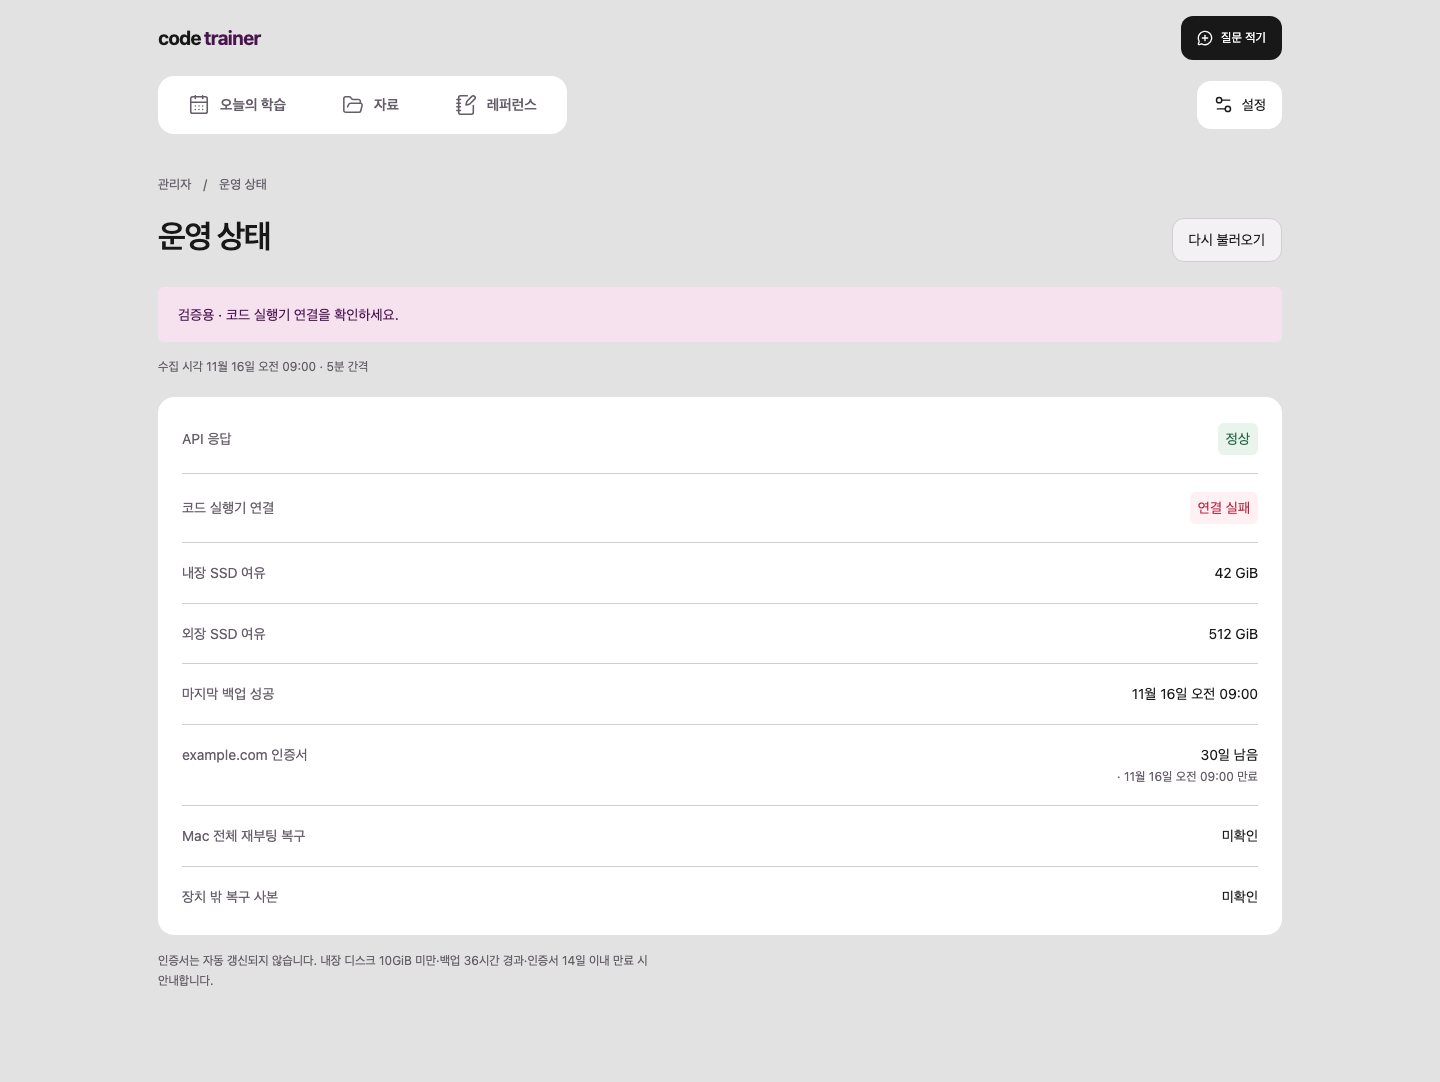 code trainer
질문 적기
오늘의 학습
자료
레퍼런스
설정
관리자 / 운영 상태
운영 상태
다시 불러오기
검증용 · 코드 실행기 연결을 확인하세요.
수집 시각 11월 16일 오전 09:00 · 5분 간격
API 응답
정상
코드 실행기 연결
연결 실패
내장 SSD 여유
42 GiB
외장 SSD 여유
512 GiB
마지막 백업 성공
11월 16일 오전 09:00
example.com 인증서
30일 남음
· 11월 16일 오전 09:00 만료
Mac 전체 재부팅 복구
미확인
장치 밖 복구 사본
미확인
인증서는 자동 갱신되지 않습니다. 내장 디스크 10GiB 미만·백업 36시간 경과·인증서 14일 이내 만료 시
안내합니다.